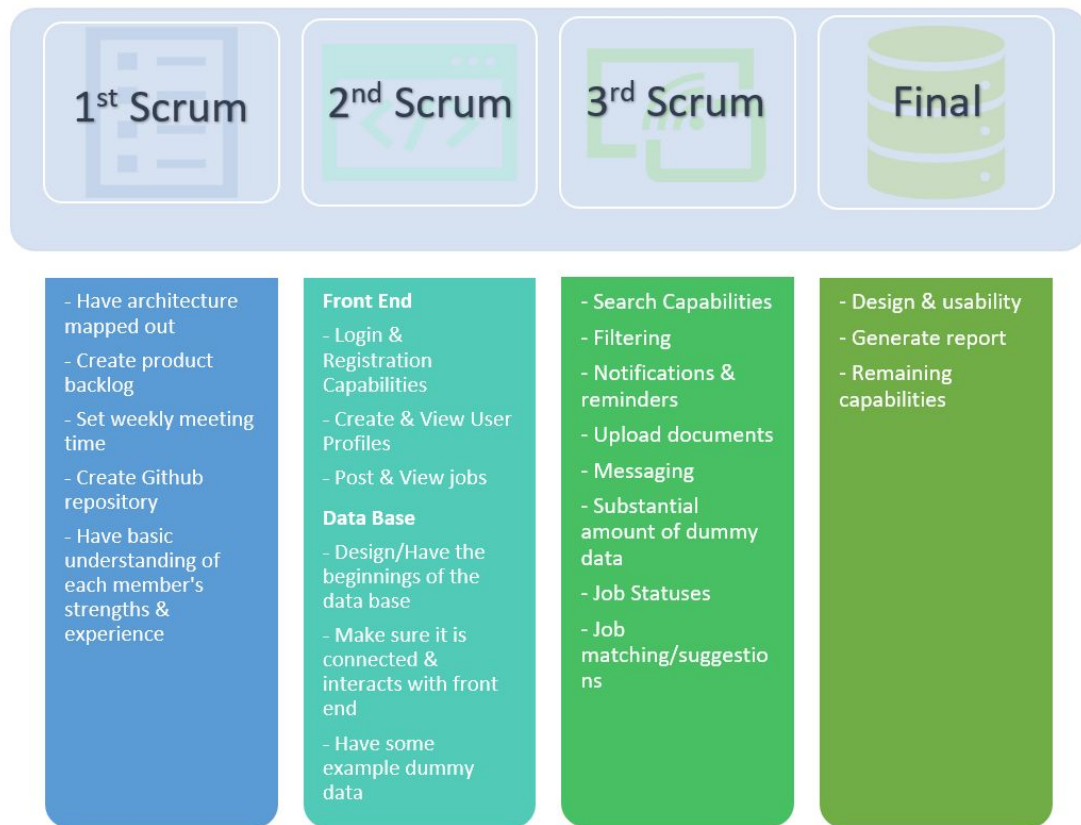 1st Scrum
2nd Scrum
3rd Scrum
Final
- Have architecture
mapped out
- Create product
backlog
- Set weekly meeting
time
- Create Github
repository
- Have basic
understanding of
each member's
strengths &
experience
Front End
- Login &
Registration
Capabilities
- Create & View User
Profiles
- Post & View jobs
Data Base
- Design/Have the
beginnings of the
data base
- Make sure it is
connected &
interacts with front
end
- Have some
example dummy
data
- Search Capabilities
- Filtering
- Notifications &
reminders
- Upload documents
- Messaging
- Substantial
amount of dummy
data
- Job Statuses
- Job
matching/suggestio
ns
- Design & usability
- Generate report
- Remaining
capabilities